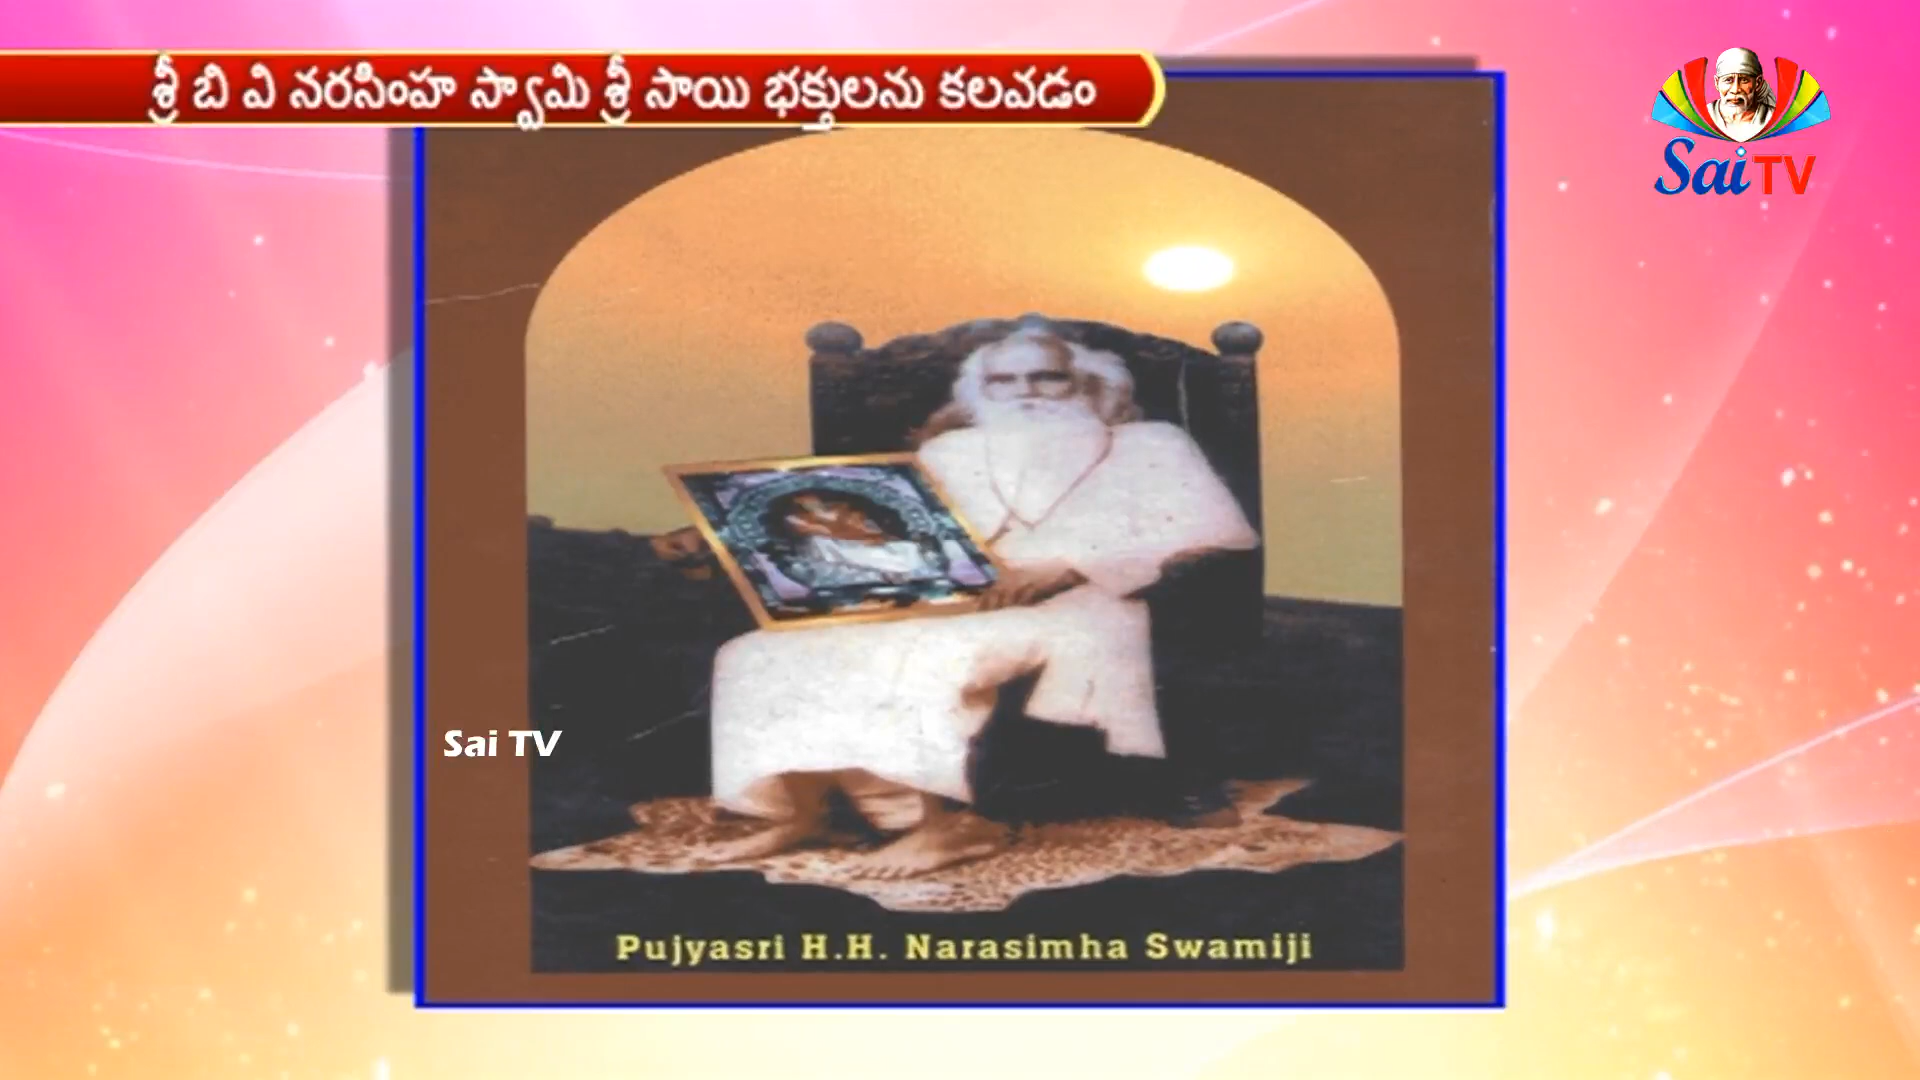 శ్రీ బి వి నరసింహ స్వామి శ్రీ సాయి భక్తులను కలవడం
Sai TV
Sai TV
Pujyasri H.H. Narasimha Swamiji